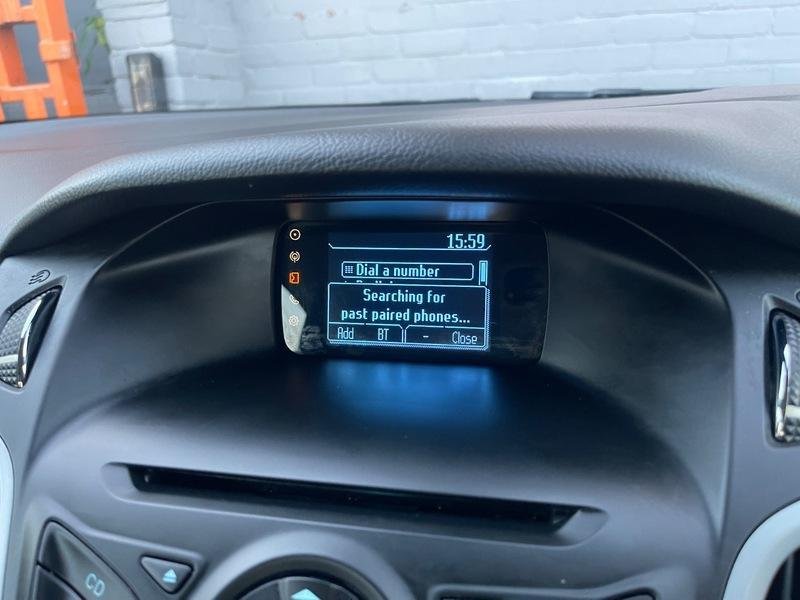 15:59
Dial a number
Searching for
past paired phones...
Add BT - Close
CD